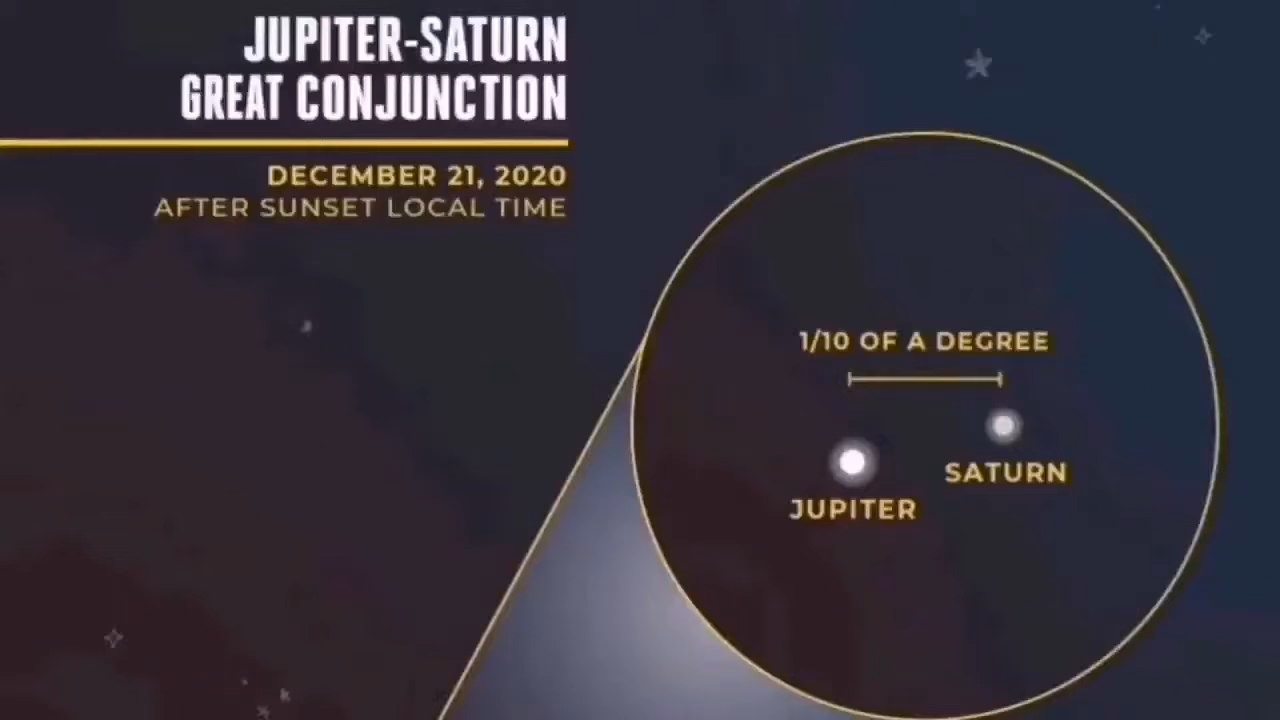 JUPITER-SATURN
GREAT CONJUNCTION
DECEMBER 21, 2020
AFTER SUNSET LOCAL TIME
1/10 OF A DEGREE
SATURN
JUPITER